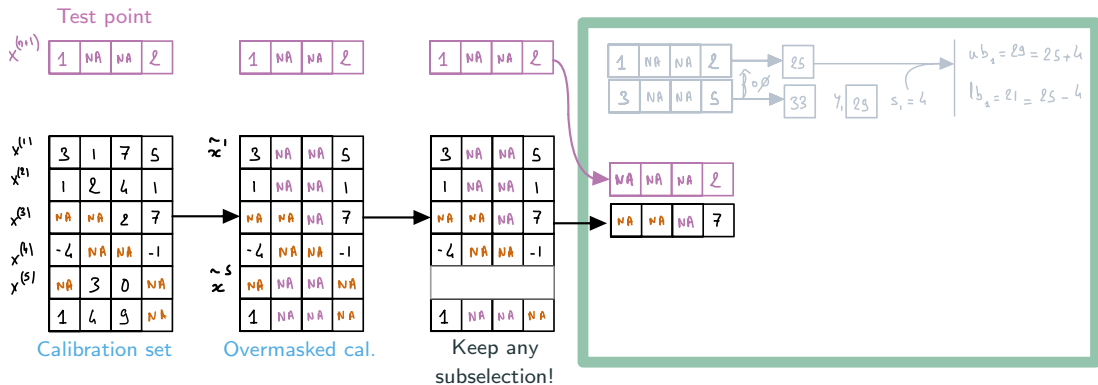 Test point
x^(n+1) 1 NA NA 2
1 NA NA 2
1 NA NA 2
1 NA NA 2 25 ub₁ = 29 = 25 + 4
3 NA NA 5 33 y₁ 29 s₁ = 4 lb₁ = 21 = 25 - 4
x^(1) 3 1 7 5
x^(2) 1 2 4 1
x^(3) NA NA 2 7
x^(4) -4 NA NA -1
x^(5) NA 3 0 NA
1 4 9 NA
x̃¹ 3 NA NA 5
1 NA NA 1
NA NA NA 7
-4 NA NA -1
x̃⁵ NA NA NA NA
1 NA NA NA
3 NA NA 5
1 NA NA 1
NA NA NA 7
-4 NA NA -1
1 NA NA NA
NA NA NA 2
NA NA NA 7
Calibration set
Overmasked cal.
Keep any
subselection!